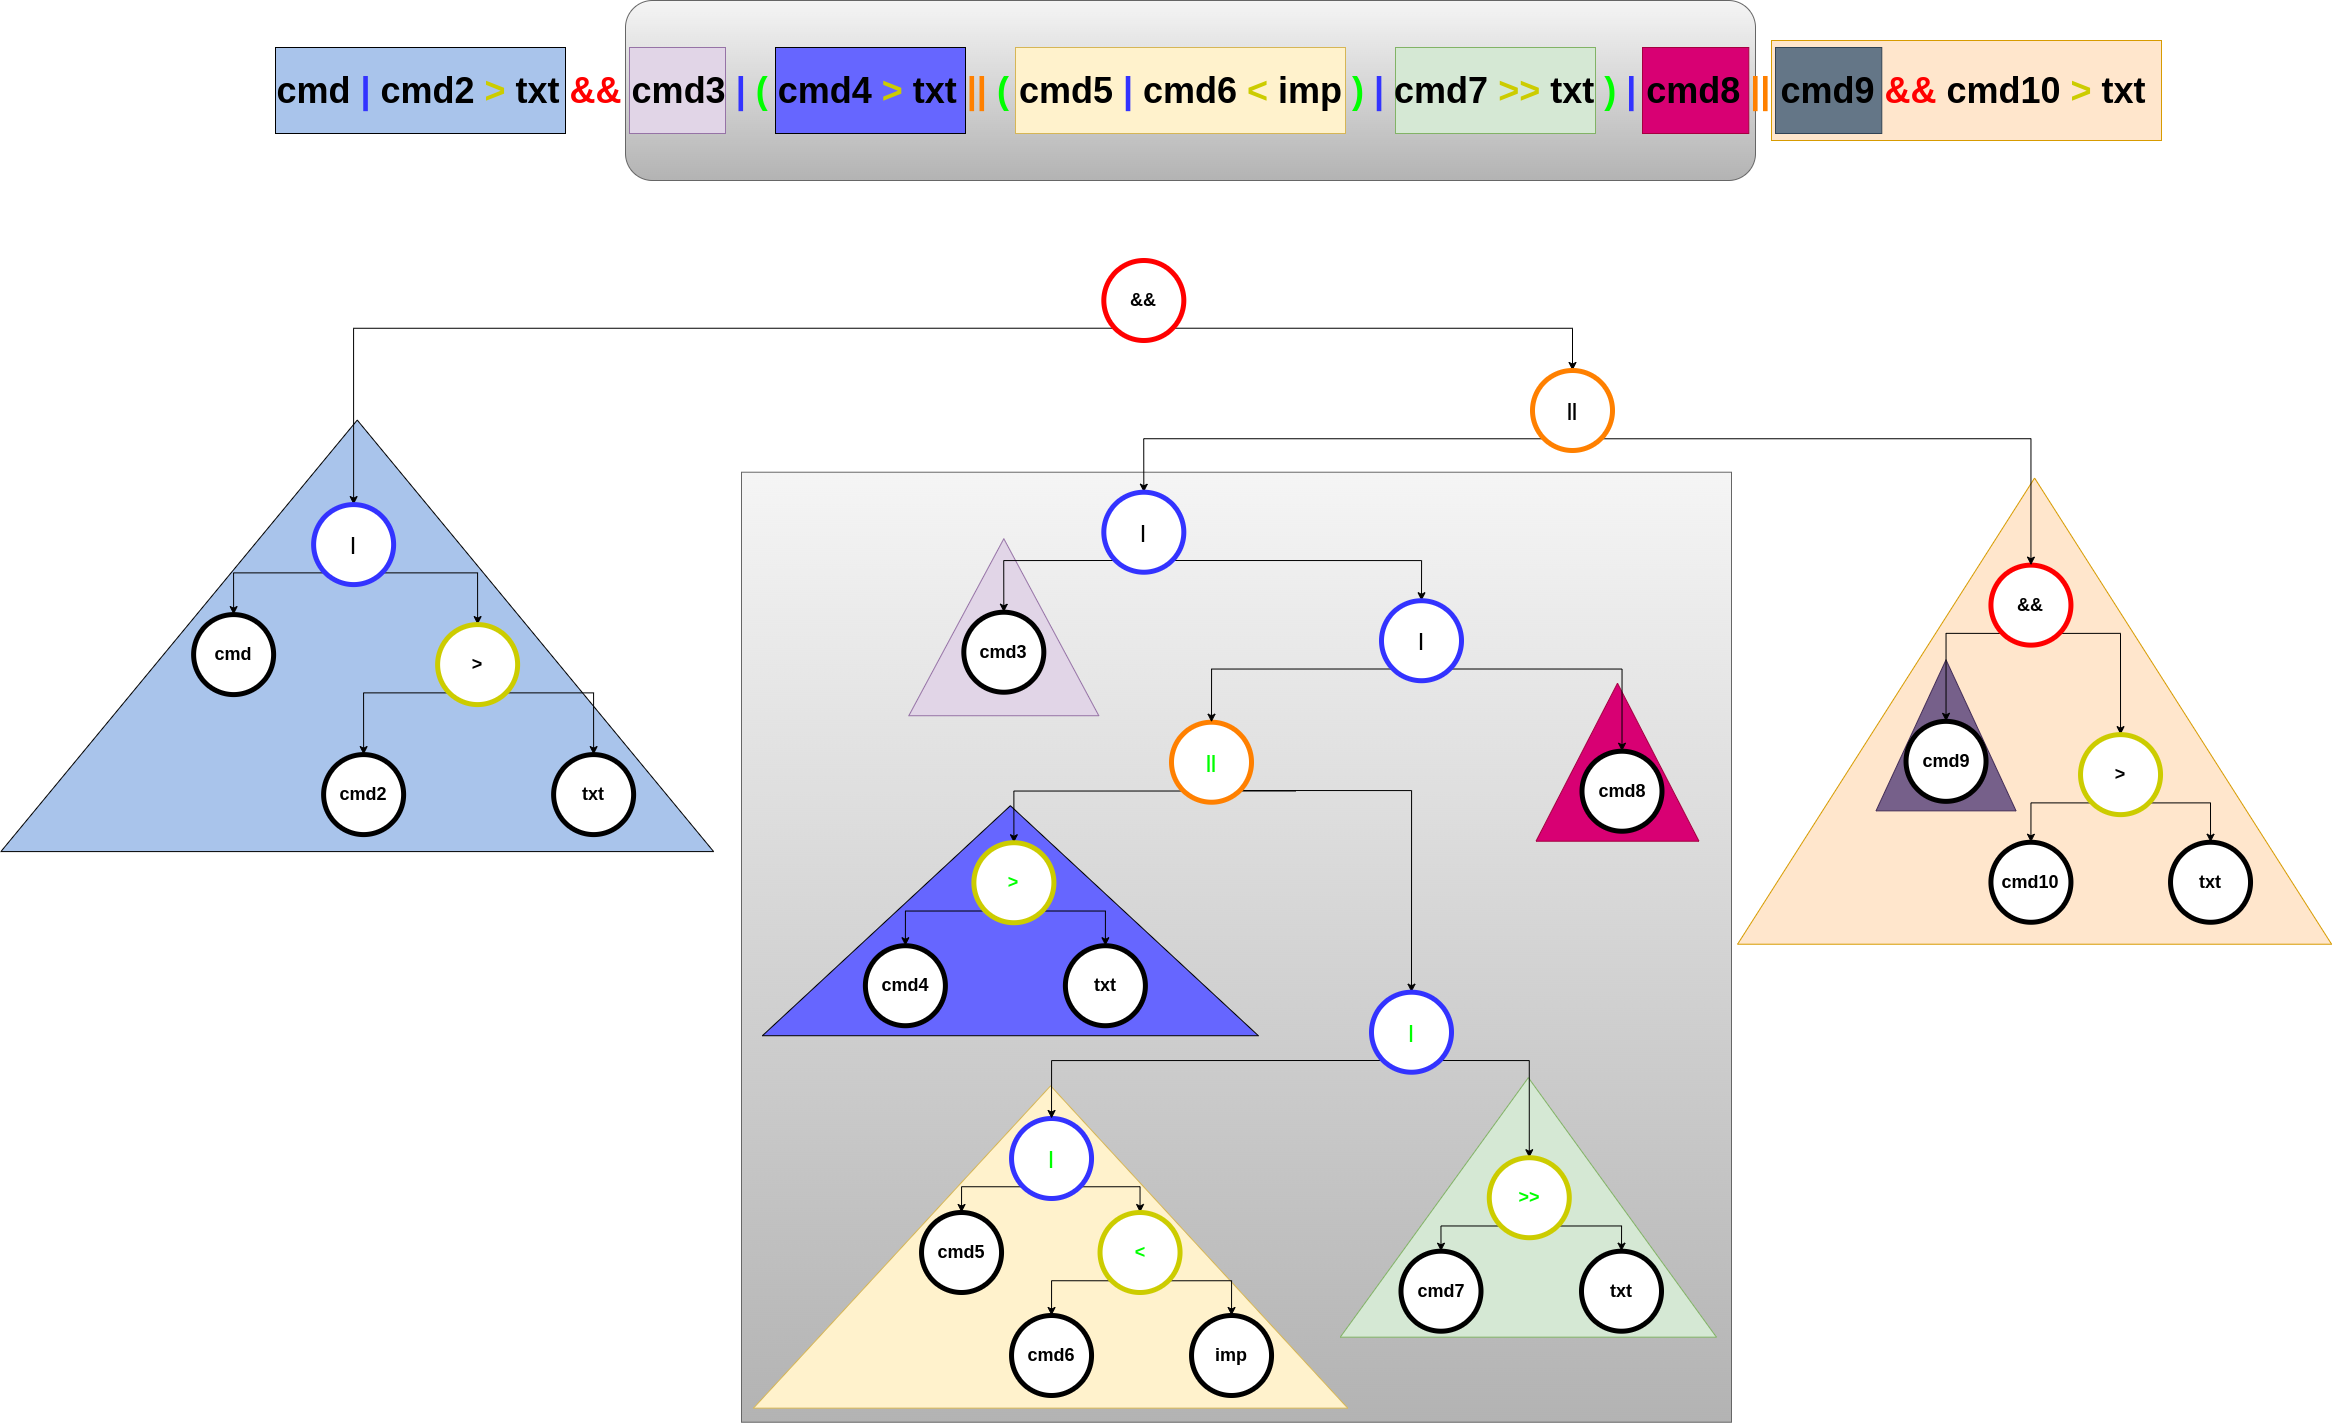 cmd | cmd2 > txt && cmd3 | ( cmd4 > txt || ( cmd5 | cmd6 < imp ) | cmd7 >> txt ) | cmd8 || cmd9 && cmd10 > txt
&&
||
|
|
&&
cmd
>
cmd3
|
cmd2
txt
||
cmd8
cmd9
>
>
cmd10
txt
cmd4
txt
|
|
>>
cmd5
<
cmd7
txt
cmd6
imp